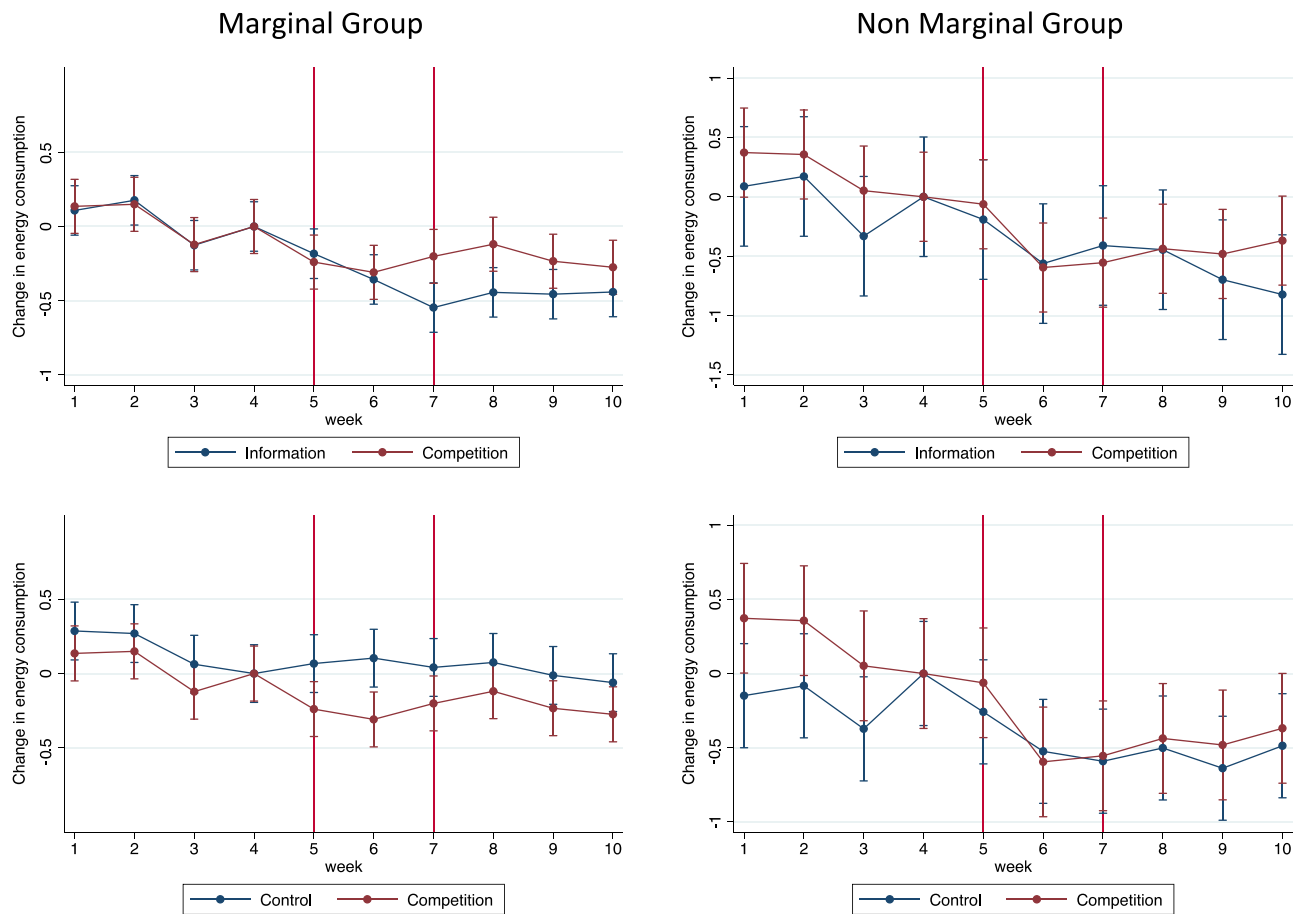 Marginal Group
Non Marginal Group
Change in energy consumption
0.5
0
-0.5
-1
1 2 3 4 5 6 7 8 9 10
week
Information Competition
Change in energy consumption
1
0.5
0
-0.5
-1
-1.5
1 2 3 4 5 6 7 8 9 10
week
Information Competition
Change in energy consumption
0.5
0
-0.5
1 2 3 4 5 6 7 8 9 10
week
Control Competition
Change in energy consumption
1
0.5
0
-0.5
-1
1 2 3 4 5 6 7 8 9 10
week
Control Competition